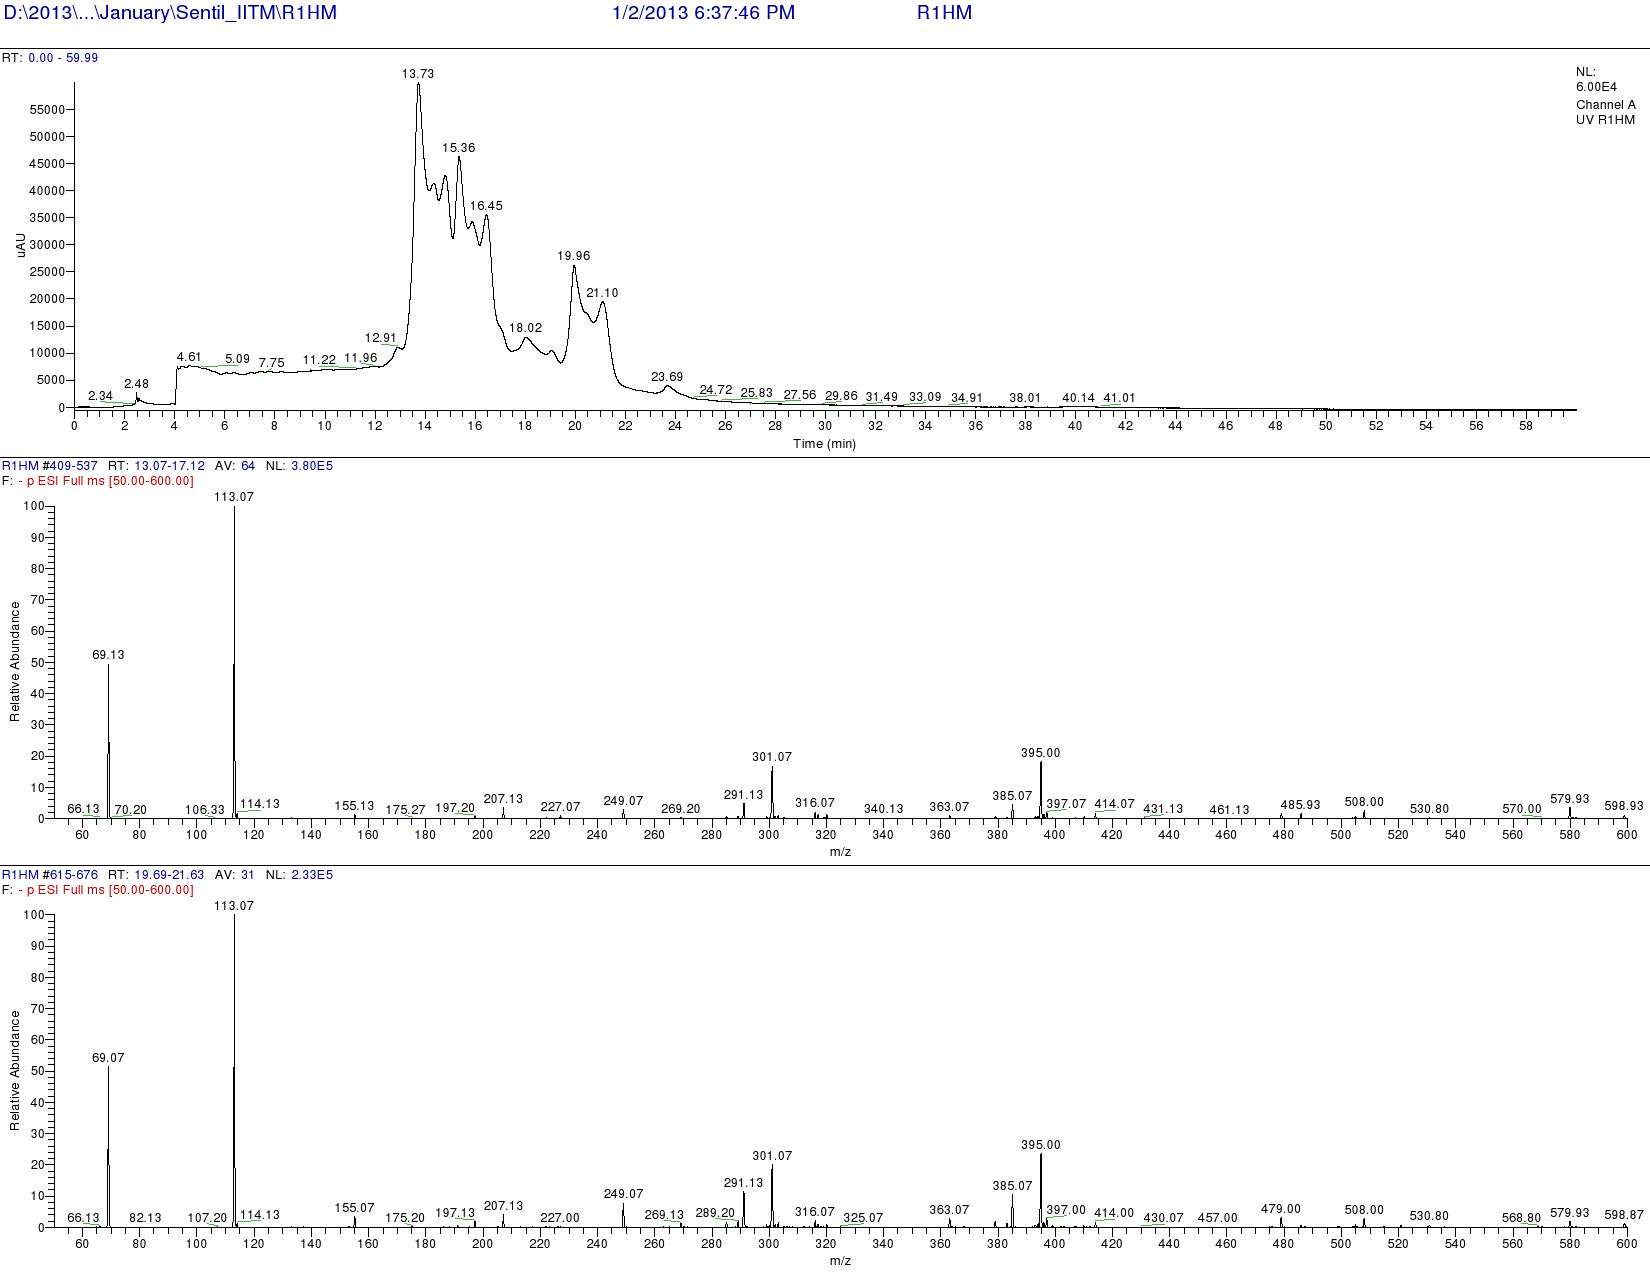 D:\2013\...\January\Sentil_IITM\R1HM 1/2/2013 6:37:46 PM R1HM
RT: 0.00 - 59.99
NL:
6.00E4
Channel A
UV R1HM
13.73
15.36
16.45
19.96
21.10
18.02
12.91
4.61 5.09 7.75 11.22 11.96
2.48
2.34
23.69
24.72 25.83 27.56 29.86 31.49 33.09 34.91 38.01 40.14 41.01
55000
50000
45000
40000
35000
30000
25000
20000
15000
10000
5000
0
uAU
0 2 4 6 8 10 12 14 16 18 20 22 24 26 28 30 32 34 36 38 40 42 44 46 48 50 52 54 56 58
Time (min)
R1HM #409-537 RT: 13.07-17.12 AV: 64 NL: 3.80E5
F: - p ESI Full ms [50.00-600.00]
113.07
69.13
395.00
301.07
291.13
385.07
66.13 70.20 106.33 114.13 155.13 175.27 197.20 207.13 227.07 249.07 269.20 316.07 340.13 363.07 397.07 414.07 431.13 461.13 485.93 508.00 530.80 570.00 579.93 598.93
100
90
80
70
60
50
40
30
20
10
0
Relative Abundance
60 80 100 120 140 160 180 200 220 240 260 280 300 320 340 360 380 400 420 440 460 480 500 520 540 560 580 600
m/z
R1HM #615-676 RT: 19.69-21.63 AV: 31 NL: 2.33E5
F: - p ESI Full ms [50.00-600.00]
113.07
69.07
395.00
301.07
291.13
385.07
249.07
66.13 82.13 107.20 114.13 155.07 175.20 197.13 207.13 227.00 269.13 289.20 316.07 325.07 363.07 397.00 414.00 430.07 457.00 479.00 508.00 530.80 568.80 579.93 598.87
100
90
80
70
60
50
40
30
20
10
0
Relative Abundance
60 80 100 120 140 160 180 200 220 240 260 280 300 320 340 360 380 400 420 440 460 480 500 520 540 560 580 600
m/z